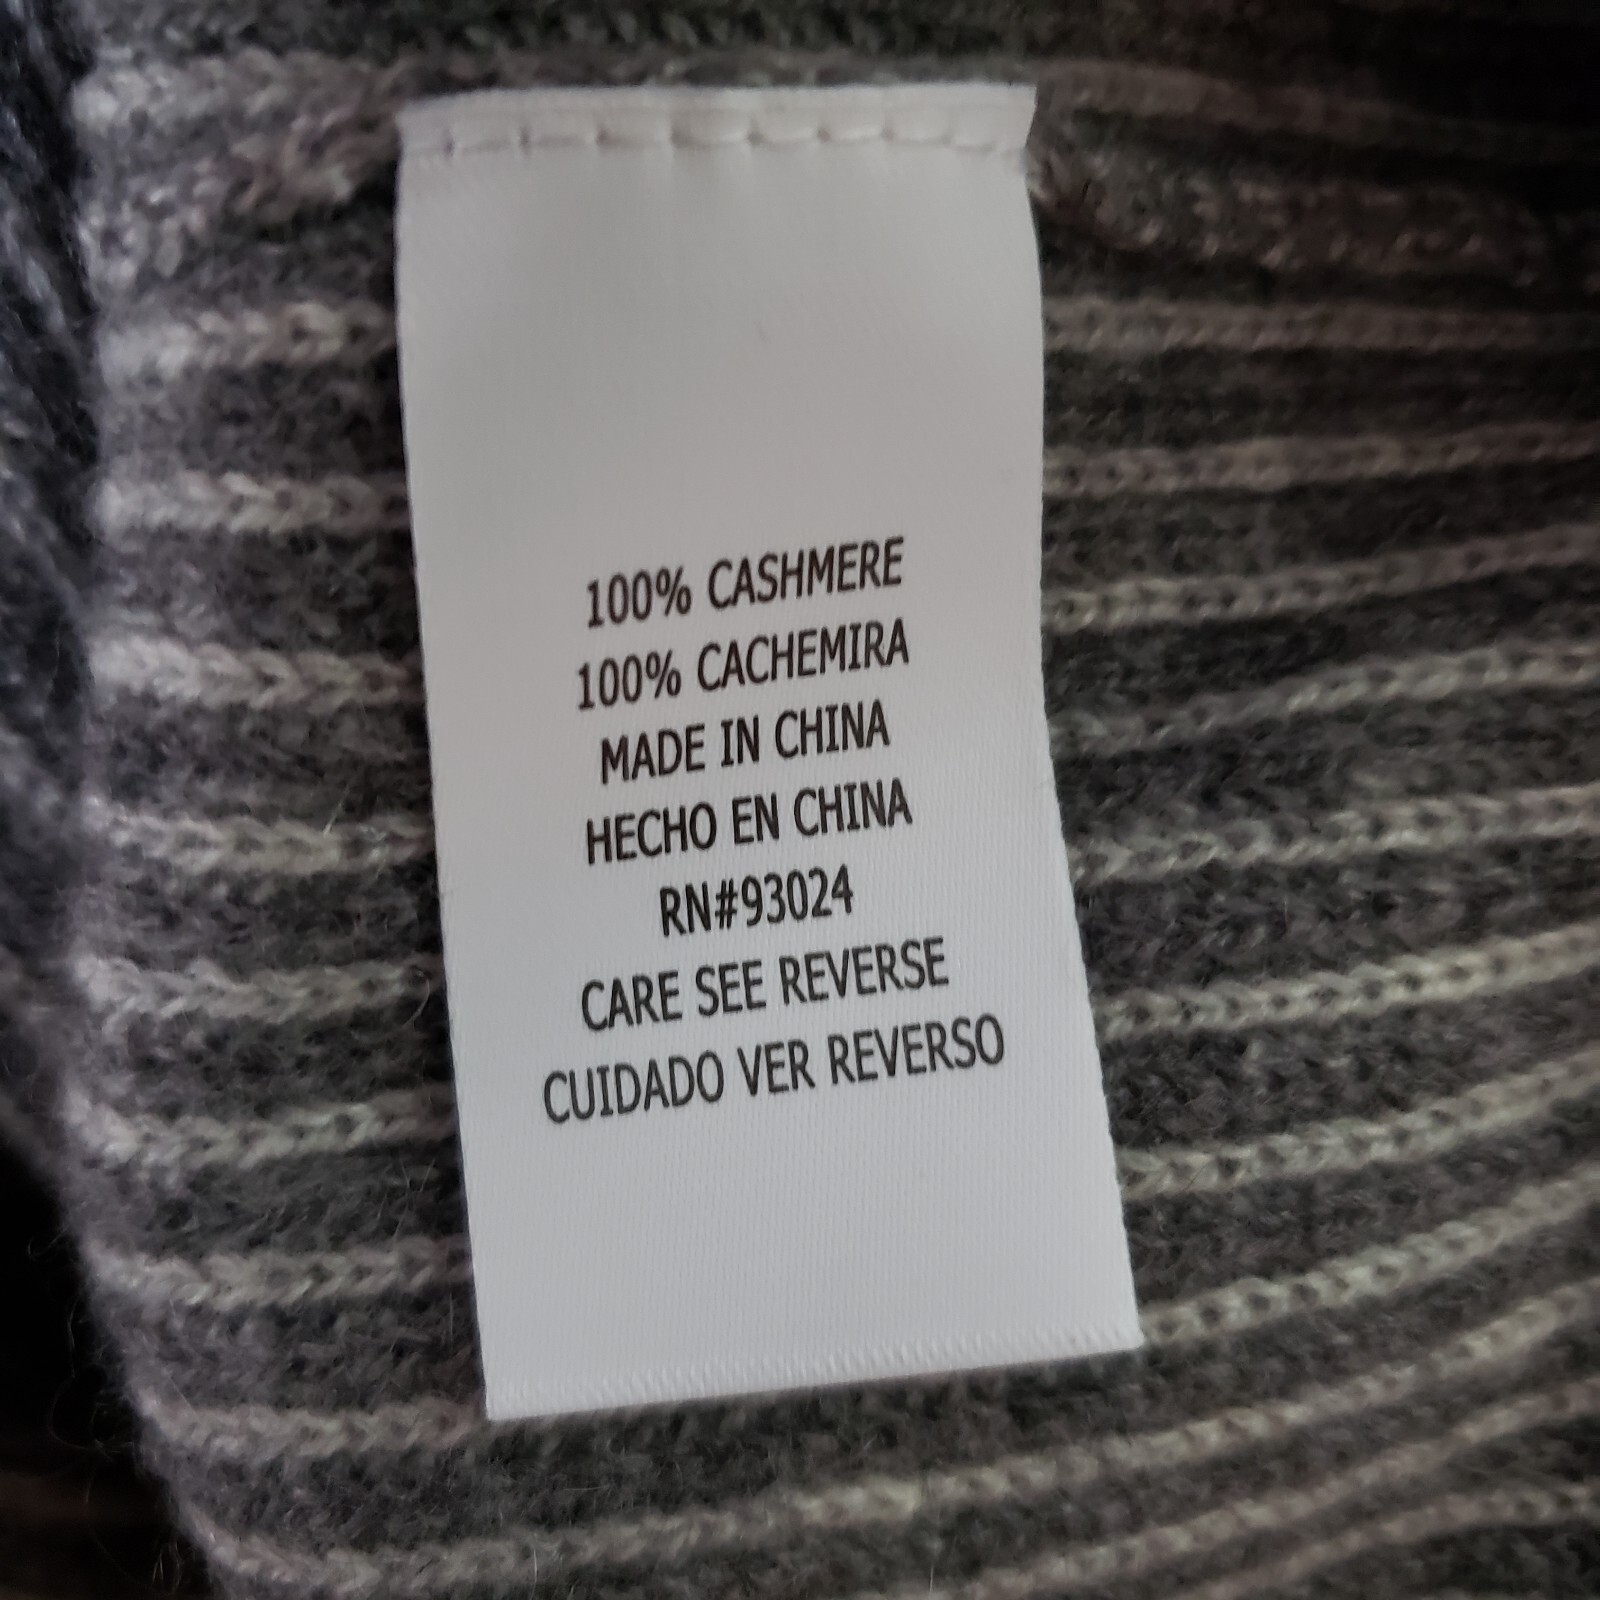 100% CASHMERE
100% CACHEMIRA
MADE IN CHINA
HECHO EN CHINA
RN#93024
CARE SEE REVERSE
CUIDADO VER REVERSO